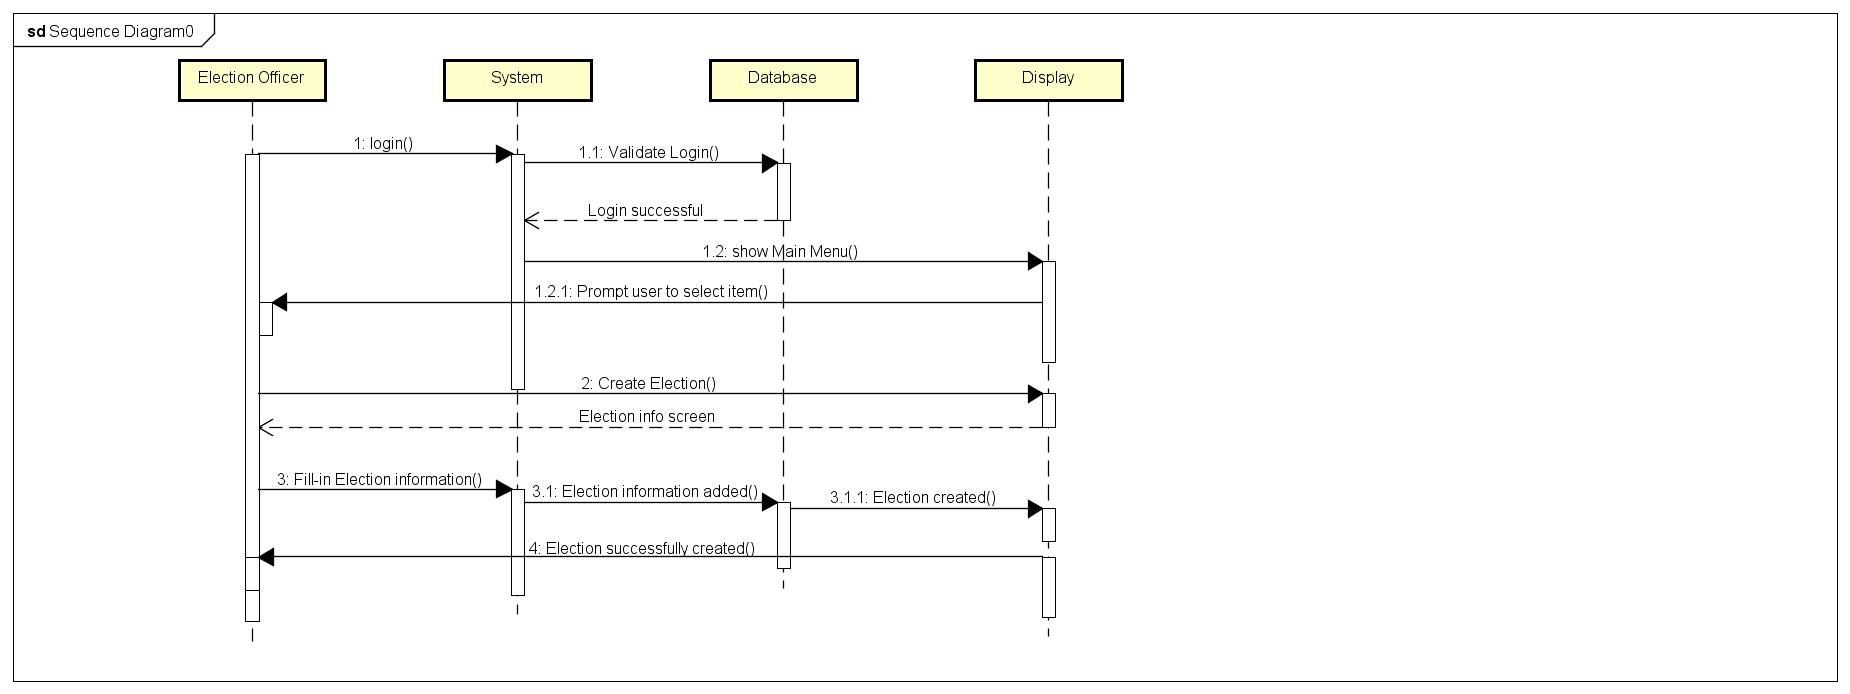 sd Sequence Diagram0
Election Officer
System
Database
Display
1: login()
1.1: Validate Login()
Login successful
1.2: show Main Menu()
1.2.1: Prompt user to select item()
2: Create Election()
Election info screen
3: Fill-in Election information()
3.1: Election information added()
3.1.1: Election created()
4: Election successfully created()